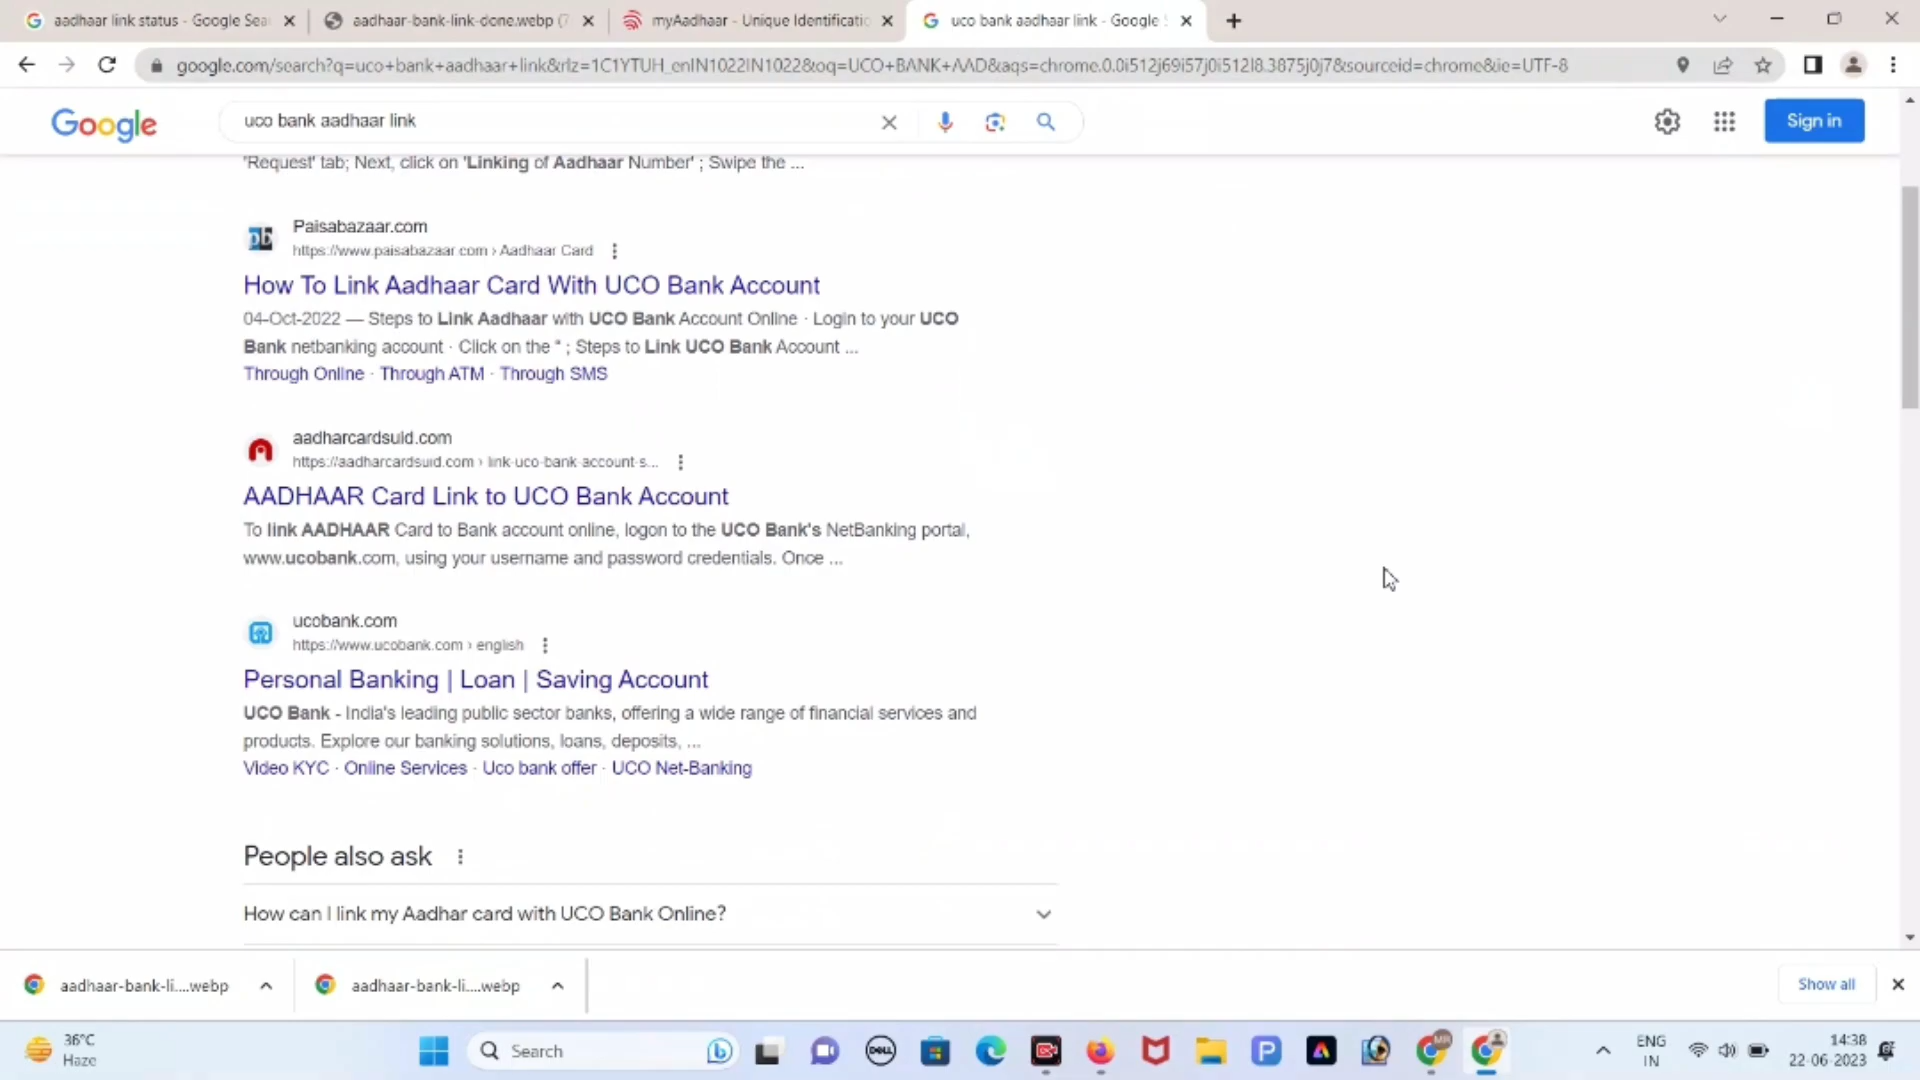 aadhaar link status - Google Sea
aadhaar-bank-link-done.webp (7
myAadhaar - Unique Identificatio
uco bank aadhaar link - Google S
google.com/search?q=uco+bank+aadhaar+link&rlz=1C1YTUH_enIN1022IN1022&oq=UCO+BANK+AAD&aqs=chrome.0.0i512j69i57j0i512l8.3875j0j7&sourceid=chrome&ie=UTF-8
Google
uco bank aadhaar link
Sign in
'Request' tab; Next, click on 'Linking of Aadhaar Number' ; Swipe the ...
Paisabazaar.com
https://www.paisabazaar.com › Aadhaar Card
How To Link Aadhaar Card With UCO Bank Account
04-Oct-2022 — Steps to Link Aadhaar with UCO Bank Account Online · Login to your UCO
Bank netbanking account · Click on the “ ; Steps to Link UCO Bank Account ...
Through Online · Through ATM · Through SMS
aadharcardsuid.com
https://aadharcardsuid.com › link-uco-bank-account-s...
AADHAAR Card Link to UCO Bank Account
To link AADHAAR Card to Bank account online, logon to the UCO Bank's NetBanking portal,
www.ucobank.com, using your username and password credentials. Once ...
ucobank.com
https://www.ucobank.com › english
Personal Banking | Loan | Saving Account
UCO Bank - India's leading public sector banks, offering a wide range of financial services and
products. Explore our banking solutions, loans, deposits, ...
Video KYC · Online Services · Uco bank offer · UCO Net-Banking
People also ask
How can I link my Aadhar card with UCO Bank Online?
aadhaar-bank-li....webp
aadhaar-bank-li....webp
Show all
36°C
Haze
Search
DELL
ENG
IN
14:38
22-06-2023